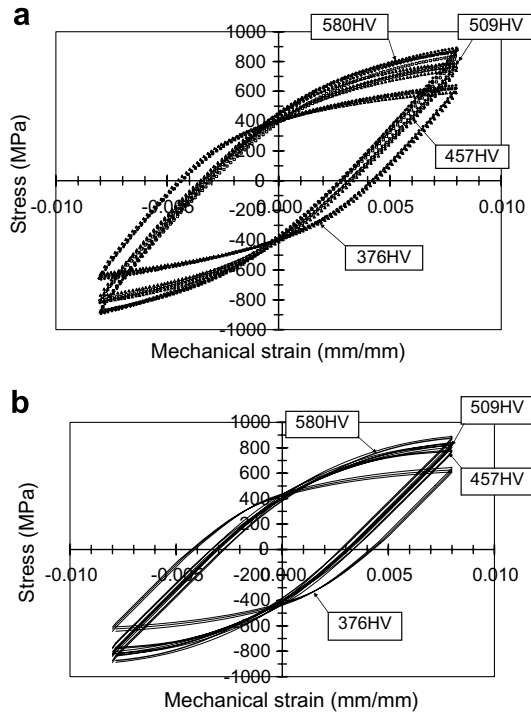 a
1000
800
600
400
200
0
-200
-400
-600
-800
-1000
-0.010
-0.005
0.000
0.005
0.010
580HV
509HV
457HV
376HV
Stress (MPa)
Mechanical strain (mm/mm)
b
1000
800
600
400
200
0
-200
-400
-600
-800
-1000
-0.010
-0.005
0.000
0.005
0.010
580HV
509HV
457HV
376HV
Stress (MPa)
Mechanical strain (mm/mm)